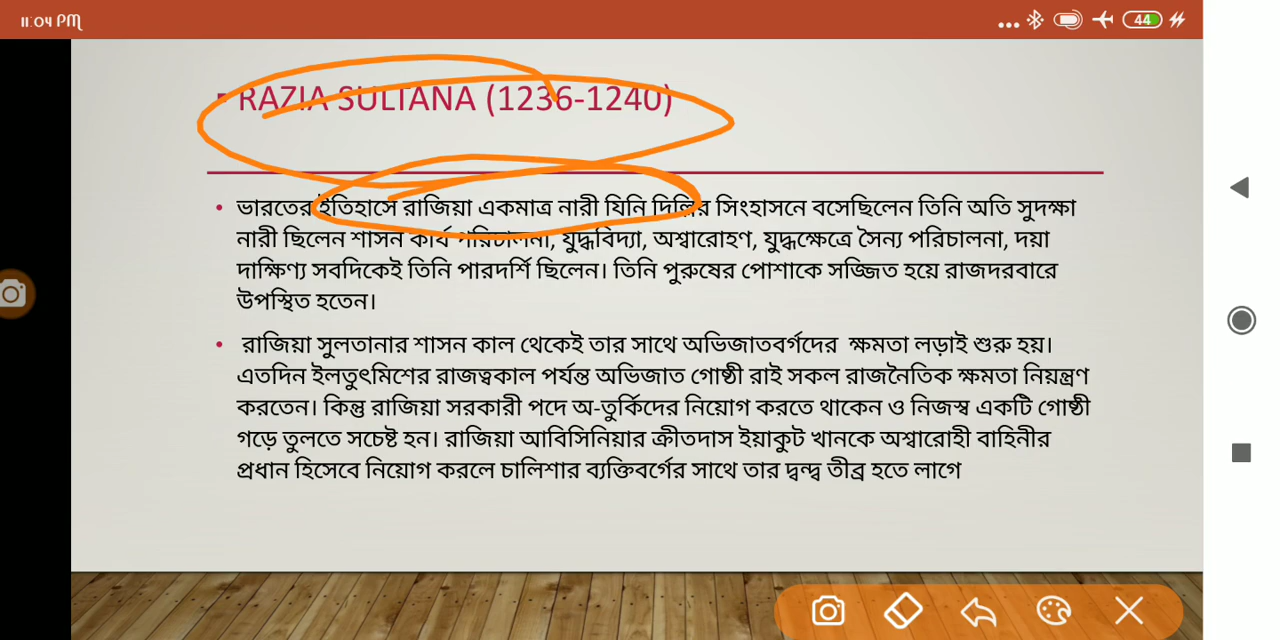 11:04 PM
44
RAZIA SULTANA (1236-1240)
ভারতের ইতিহাসে রাজিয়া একমাত্র নারী যিনি দিল্লির সিংহাসনে বসেছিলেন তিনি অতি সুদক্ষা
নারী ছিলেন শাসন কার্য পরিচালনা, যুদ্ধবিদ্যা, অশ্বারোহণ, যুদ্ধক্ষেত্রে সৈন্য পরিচালনা, দয়া
দাক্ষিণ্য সবদিকেই তিনি পারদর্শি ছিলেন। তিনি পুরুষের পোশাকে সজ্জিত হয়ে রাজদরবারে
উপস্থিত হতেন।
রাজিয়া সুলতানার শাসন কাল থেকেই তার সাথে অভিজাতবর্গদের ক্ষমতা লড়াই শুরু হয়।
এতদিন ইলতুৎমিশের রাজত্বকাল পর্যন্ত অভিজাত গোষ্ঠী রাই সকল রাজনৈতিক ক্ষমতা নিয়ন্ত্রণ
করতেন। কিন্তু রাজিয়া সরকারী পদে অ-তুর্কিদের নিয়োগ করতে থাকেন ও নিজস্ব একটি গোষ্ঠী
গড়ে তুলতে সচেষ্ট হন। রাজিয়া আবিসিনিয়ার ক্রীতদাস ইয়াকুট খানকে অশ্বারোহী বাহিনীর
প্রধান হিসেবে নিয়োগ করলে চালিশার ব্যক্তিবর্গের সাথে তার দ্বন্দ্ব তীব্র হতে লাগে